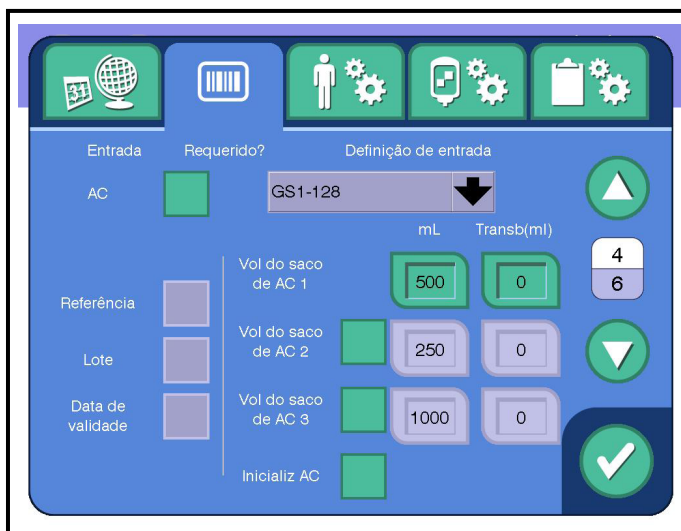 31
Entrada Requerido? Definição de entrada
AC GS1-128
mL Transb(ml)
Vol do saco
de AC 1 500 0
4
6
Referência
Vol do saco
de AC 2 250 0
Lote
Vol do saco
de AC 3 1000 0
Data de
validade
Inicializ AC